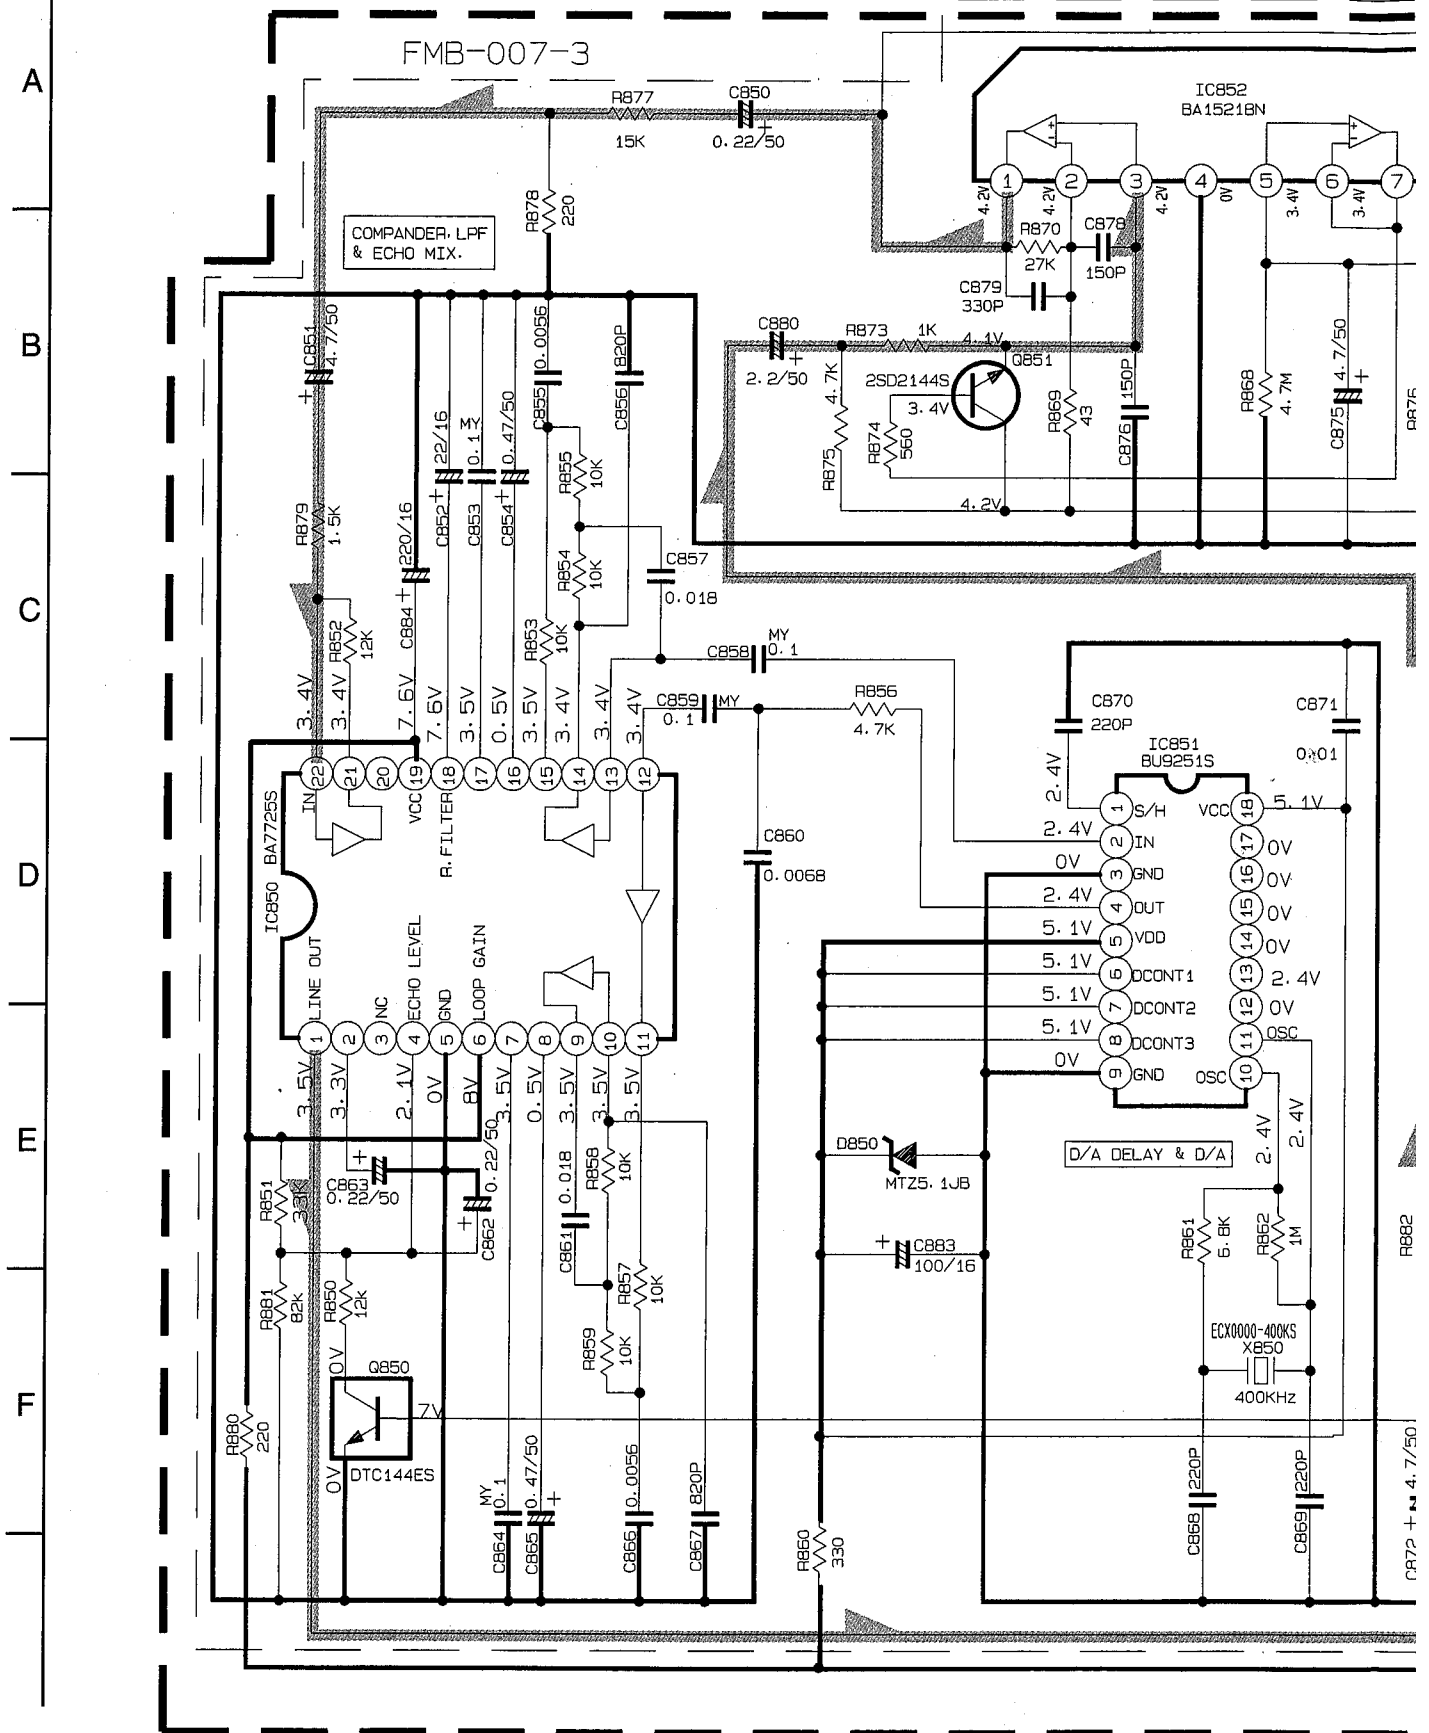 FMB-007-3
A
B
C
D
E
F
R877
15K
C850
0.22/50
+
IC852
BA15218N
1
2
3
4
5
6
7
4.2V
4.2V
4.2V
0V
3.4V
3.4V
R878
220
COMPANDER, LPF
& ECHO MIX.
R870
27K
C878
150P
C879
330P
C851
4.7/50
+
C880
2.2/50
+
R873
1K
4.1V
Q851
2SD2144S
3.4V
4.2V
R875
4.7K
R874
560
R869
43
C876
150P
R868
4.7M
C875
4.7/50
+
R876
C855
0.0056
C856
820P
C852
22/16
+
C853
0.1
MY
C854
0.47/50
+
R855
10K
R854
10K
R853
10K
C857
0.018
R879
1.5K
C884
220/16
+
R852
12K
C858
MY
0.1
C859
0.1
MY
R856
4.7K
C860
0.0068
C870
220P
C871
IC851
BU9251S
3.4V
3.4V
7.6V
7.6V
3.5V
0.5V
3.5V
3.4V
3.4V
3.4V
22
21
20
19
18
17
16
15
14
13
12
IN
VCC
R.FILTER
IC850
BA7725S
LINE OUT
NC
ECHO LEVEL
GND
LOOP GAIN
1
2
3
4
5
6
7
8
9
10
11
3.5V
3.3V
2.1V
0V
8V
3.5V
0.5V
3.5V
3.5V
3.5V
2.4V
1 S/H
2.4V
2 IN
0V
3 GND
2.4V
4 OUT
5.1V
5 VDD
5.1V
6 DCONT1
5.1V
7 DCONT2
5.1V
8 DCONT3
0V
9 GND
VCC 18 5.1V
17 0V
16 0V
15 0V
14 0V
13 2.4V
12 0V
11 OSC
OSC 10
2.4V
2.4V
D/A DELAY & D/A
D850
MTZ5.1JB
C883
100/16
+
R861
6.8K
R862
1M
R882
ECX0000-400KS
X850
400KHz
C868
220P
C869
220P
C872
4.7/50
+
R860
330
C863
0.22/50
+
C862
0.22/50
+
R851
R881
82K
R850
12K
0V
Q850
7V
0V
DTC144ES
R880
220
C861
0.018
R858
10K
R857
10K
R859
10K
C864
0.1
MY
C865
0.47/50
+
C866
0.0056
C867
820P